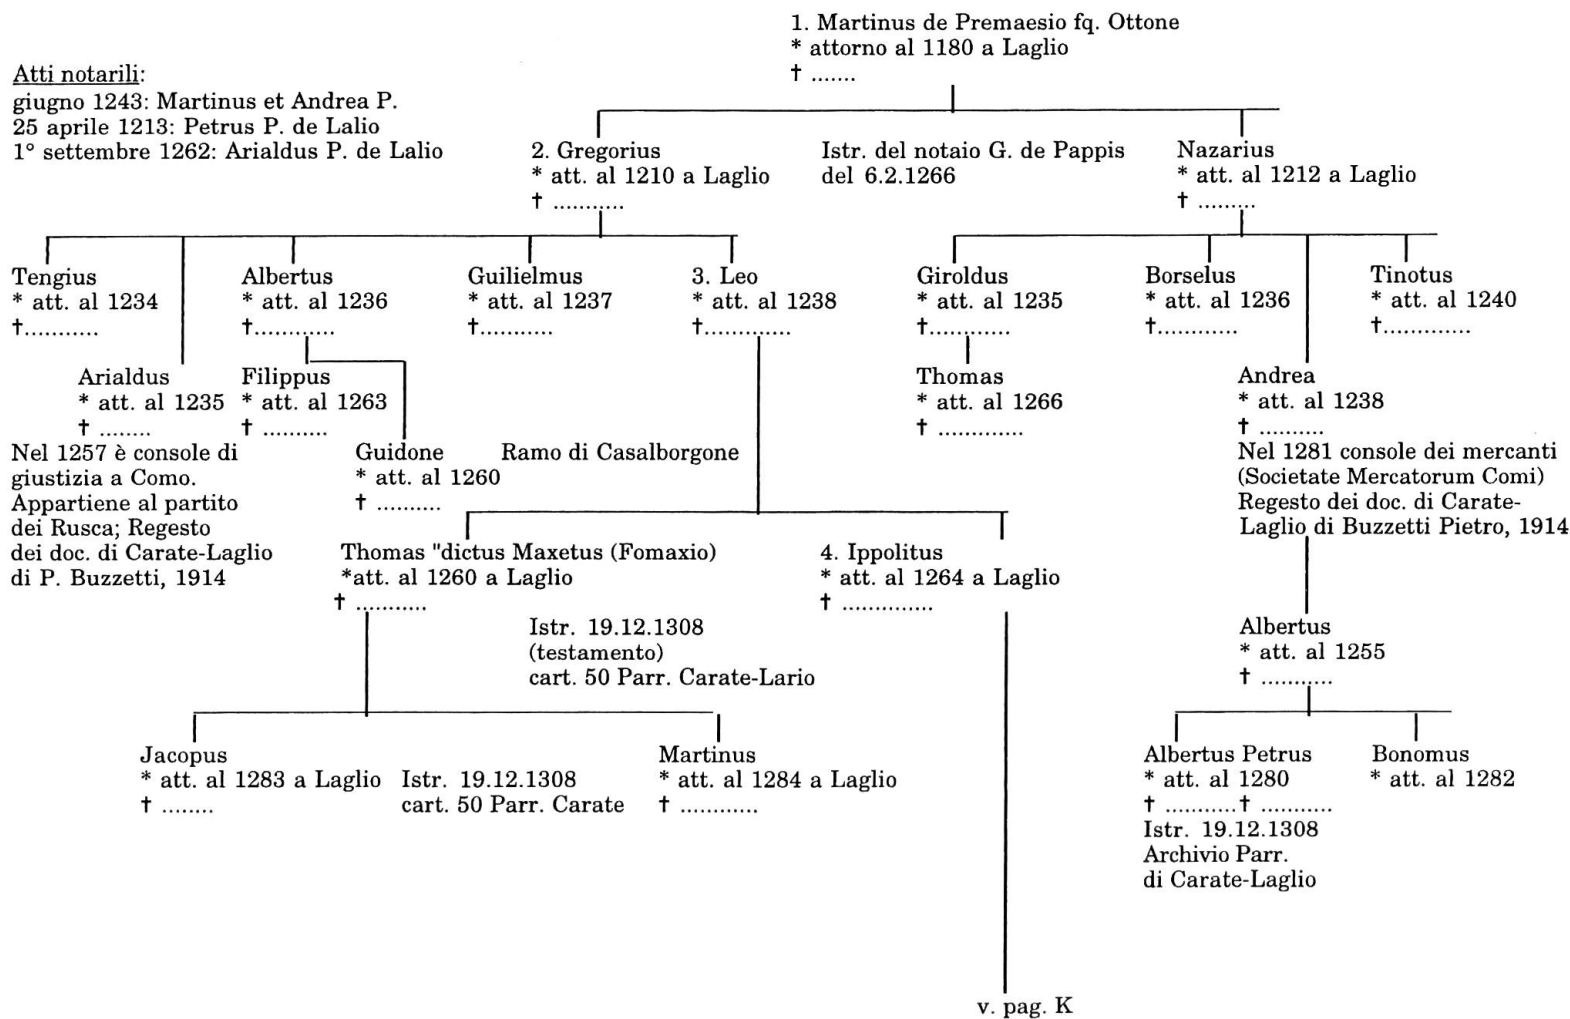 1. Martinus de Premaesio fq. Ottone
* attorno al 1180 a Laglio
† .......
Atti notarili:
giugno 1243: Martinus et Andrea P.
25 aprile 1213: Petrus P. de Lalio
1° settembre 1262: Arialdus P. de Lalio
2. Gregorius
* att. al 1210 a Laglio
† ...........
Istr. del notaio G. de Pappis
del 6.2.1266
Nazarius
* att. al 1212 a Laglio
† .........
Tengius
* att. al 1234
†...........
Albertus
* att. al 1236
†............
Guilielmus
* att. al 1237
†...........
3. Leo
* att. al 1238
†.............
Giroldus
* att. al 1235
†............
Borselus
* att. al 1236
†............
Tinotus
* att. al 1240
†.............
Arialdus
* att. al 1235
† ........
Nel 1257 è console di
giustizia a Como.
Appartiene al partito
dei Rusca; Regesto
dei doc. di Carate-Laglio
di P. Buzzetti, 1914
Filippus
* att. al 1263
† ..........
Guidone
* att. al 1260
† ..........
Ramo di Casalborgone
Thomas
* att. al 1266
† .............
Andrea
* att. al 1238
† ..........
Nel 1281 console dei mercanti
(Societate Mercatorum Comi)
Regesto dei doc. di Carate-
Laglio di Buzzetti Pietro, 1914
Thomas "dictus Maxetus (Fomaxio)
*att. al 1260 a Laglio
† ...........
4. Ippolitus
* att. al 1264 a Laglio
† ..............
Istr. 19.12.1308
(testamento)
cart. 50 Parr. Carate-Lario
Albertus
* att. al 1255
† ...........
Jacopus
* att. al 1283 a Laglio
† ........
Istr. 19.12.1308
cart. 50 Parr. Carate
Martinus
* att. al 1284 a Laglio
† ............
Albertus Petrus
* att. al 1280
† ...........† ...........
Istr. 19.12.1308
Archivio Parr.
di Carate-Laglio
Bonomus
* att. al 1282
v. pag. K